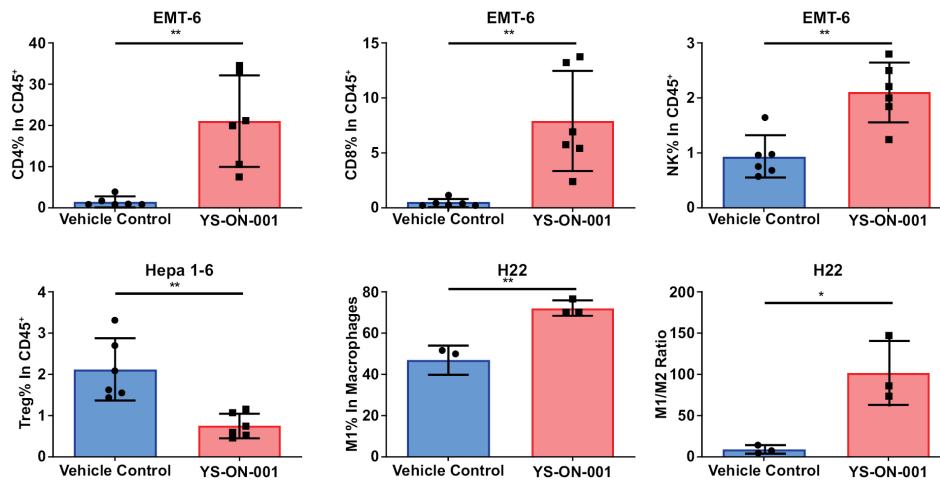 EMT-6
**
CD4% In CD45⁺
40
30
20
10
0
Vehicle Control
YS-ON-001
EMT-6
**
CD8% In CD45⁺
15
10
5
0
Vehicle Control
YS-ON-001
EMT-6
**
NK% In CD45⁺
3
2
1
0
Vehicle Control
YS-ON-001
Hepa 1-6
**
Treg% In CD45⁺
4
3
2
1
0
Vehicle Control
YS-ON-001
H22
**
M1% In Macrophages
80
60
40
20
0
Vehicle Control
YS-ON-001
H22
*
M1/M2 Ratio
200
150
100
50
0
Vehicle Control
YS-ON-001